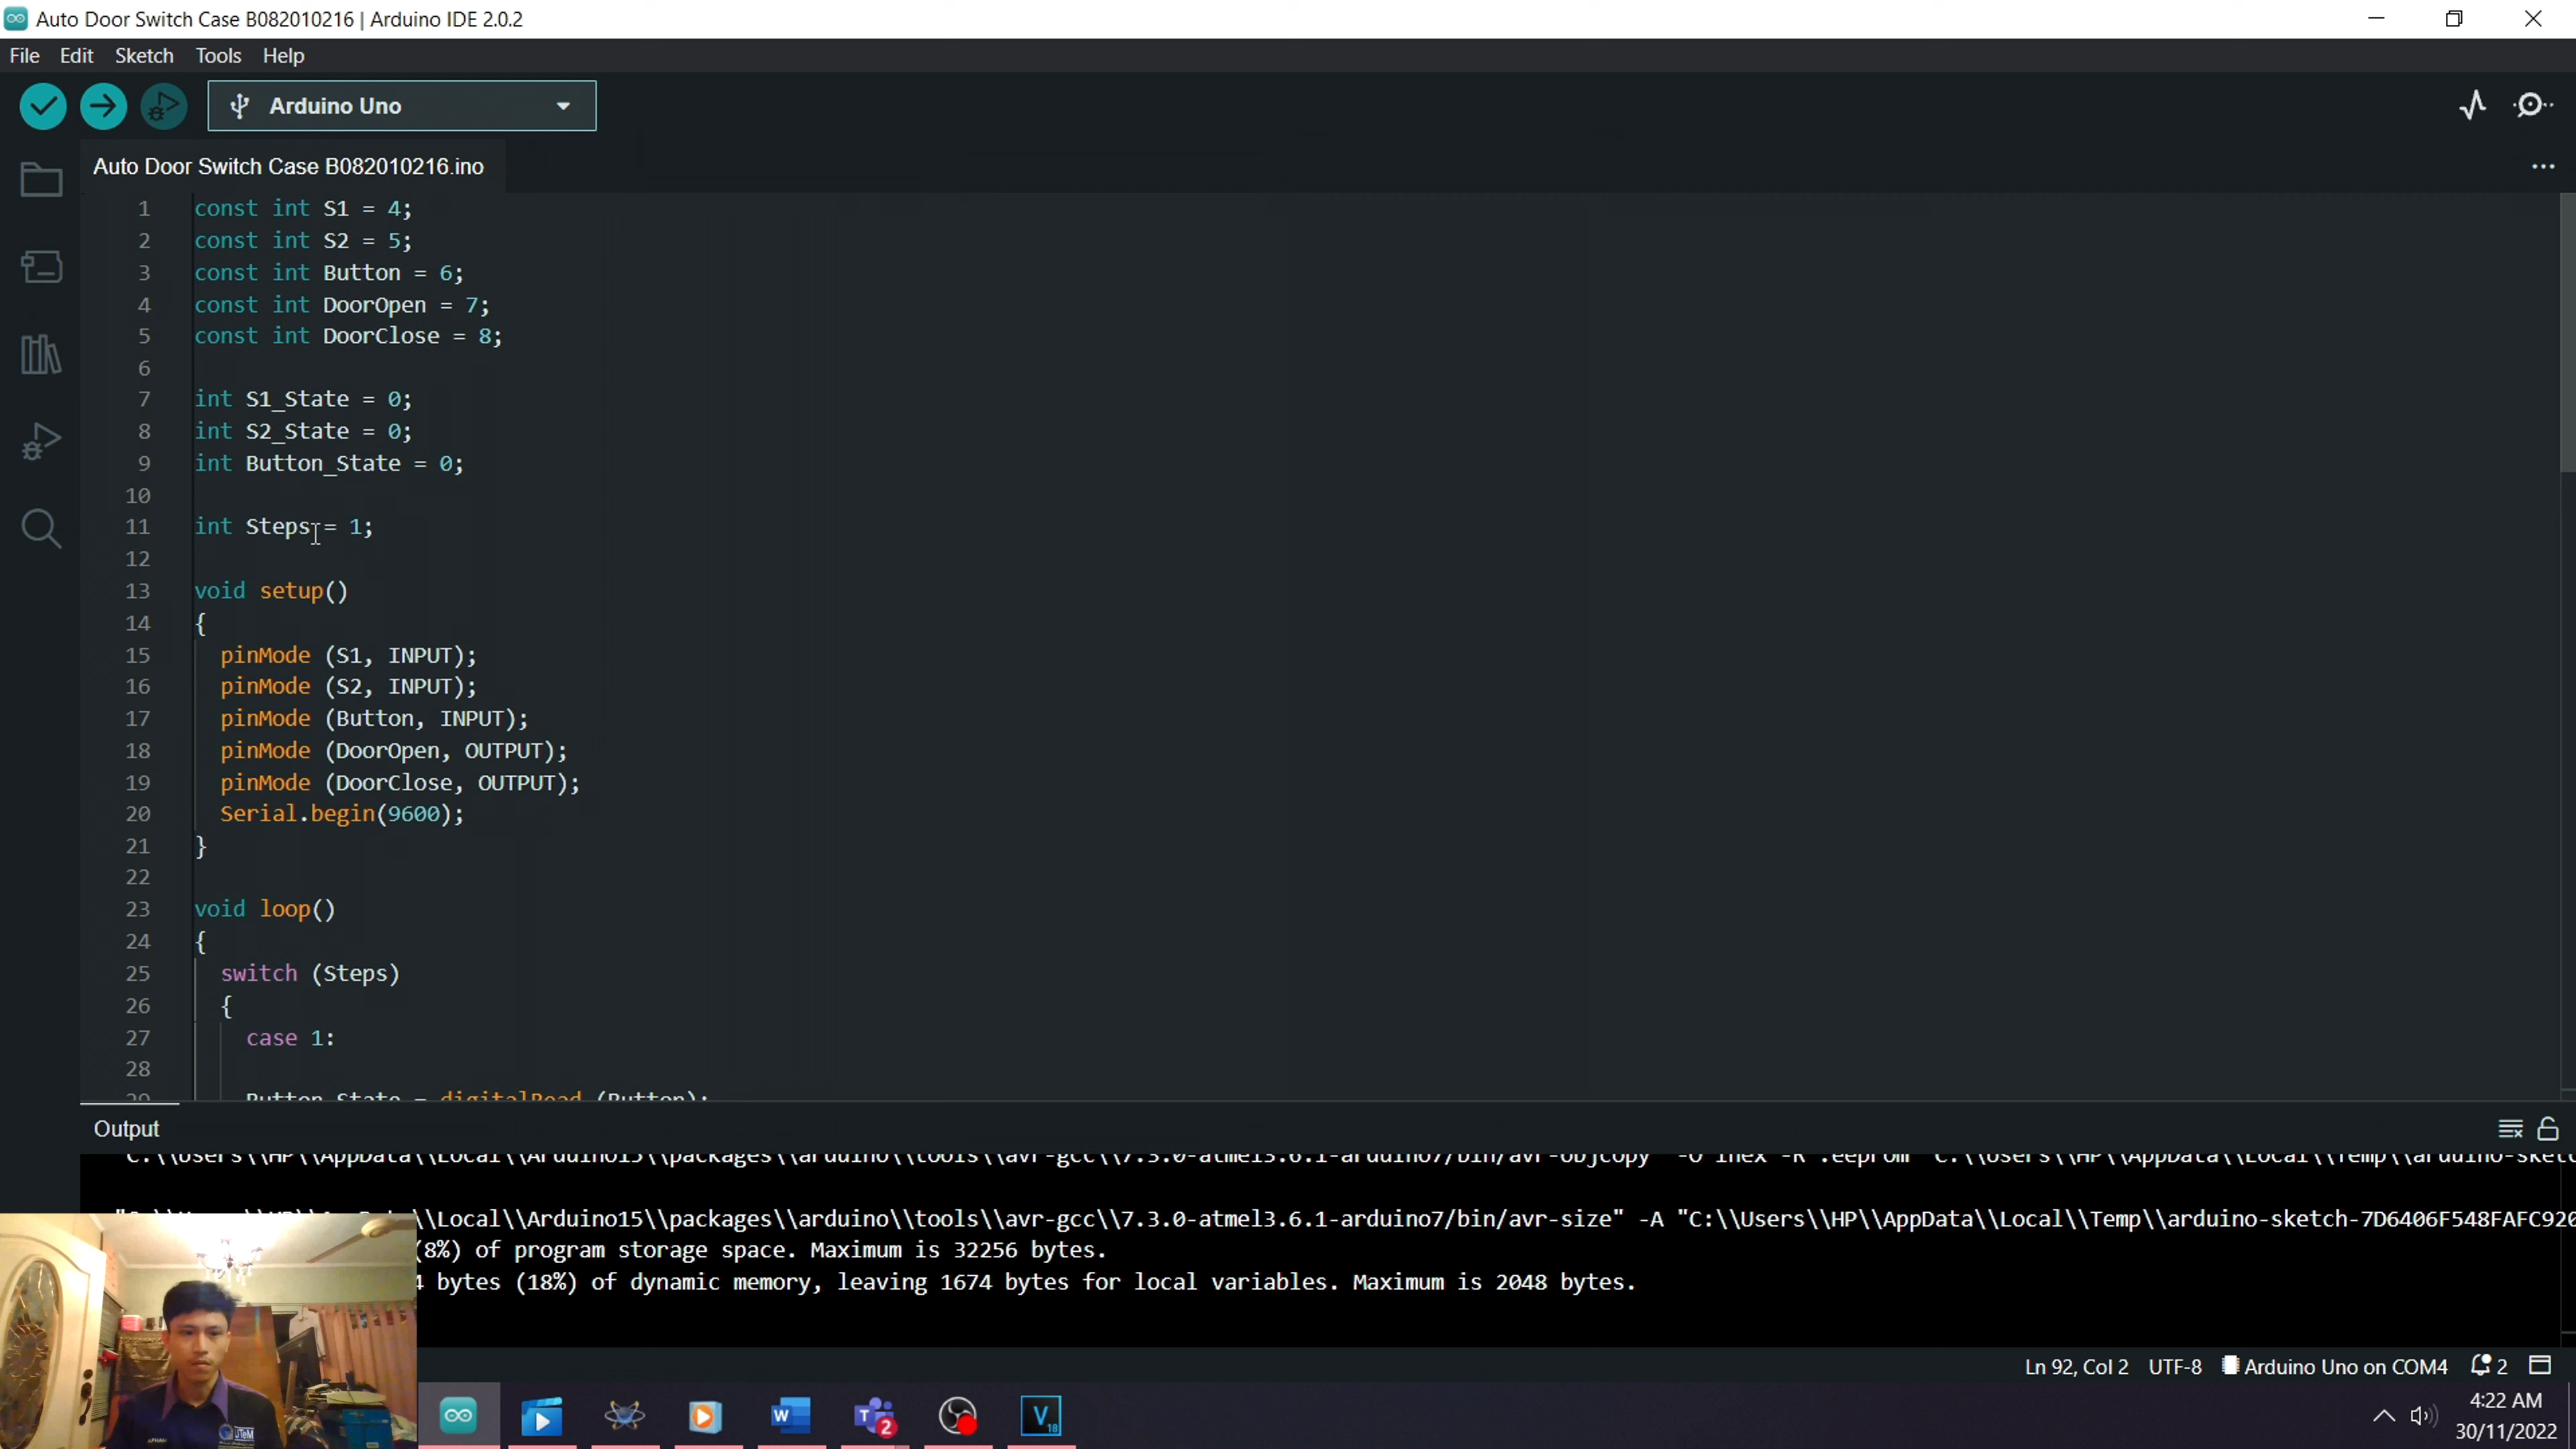 Auto Door Switch Case B082010216 | Arduino IDE 2.0.2
File Edit Sketch Tools Help
Arduino Uno
Auto Door Switch Case B082010216.ino
1 const int S1 = 4;
2 const int S2 = 5;
3 const int Button = 6;
4 const int DoorOpen = 7;
5 const int DoorClose = 8;
6
7 int S1_State = 0;
8 int S2_State = 0;
9 int Button_State = 0;
10
11 int Steps = 1;
12
13 void setup()
14 {
15 pinMode (S1, INPUT);
16 pinMode (S2, INPUT);
17 pinMode (Button, INPUT);
18 pinMode (DoorOpen, OUTPUT);
19 pinMode (DoorClose, OUTPUT);
20 Serial.begin(9600);
21 }
22
23 void loop()
24 {
25 switch (Steps)
26 {
27 case 1:
28
29 Button_State = digitalRead (Button);
Output
"C:\\Users\\HP\\AppData\\Local\\Arduino15\\packages\\arduino\\tools\\avr-gcc\\7.3.0-atmel3.6.1-arduino7/bin/avr-objcopy" -O ihex -R .eeprom "C:\\Users\\HP\\AppData\\Local\\Temp\\arduino-sketc
\\Local\\Arduino15\\packages\\arduino\\tools\\avr-gcc\\7.3.0-atmel3.6.1-arduino7/bin/avr-size" -A "C:\\Users\\HP\\AppData\\Local\\Temp\\arduino-sketch-7D6406F548FAFC920
(8%) of program storage space. Maximum is 32256 bytes.
4 bytes (18%) of dynamic memory, leaving 1674 bytes for local variables. Maximum is 2048 bytes.
Ln 92, Col 2 UTF-8 Arduino Uno on COM4 2
UTeM
W
T 2
V 18
4:22 AM
30/11/2022